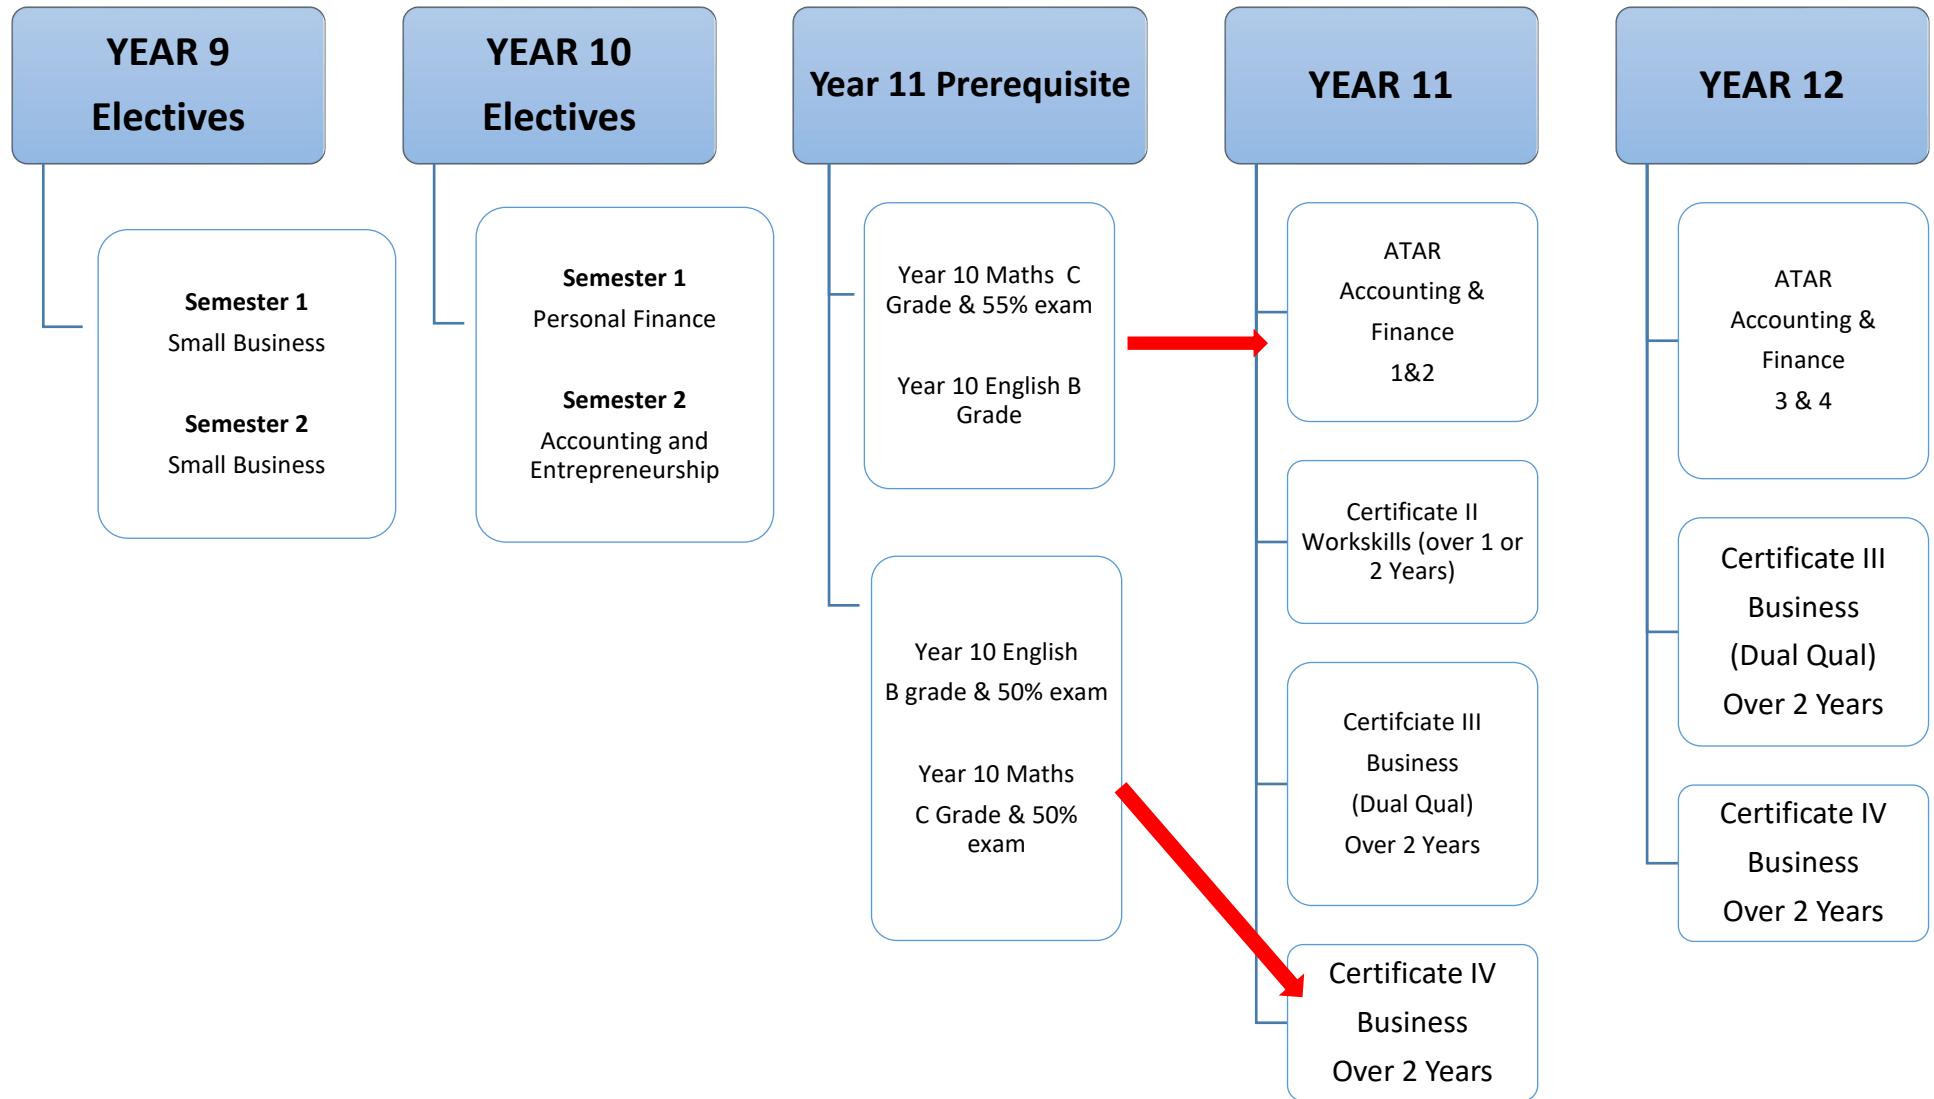 YEAR 9
Electives
Semester 1
Small Business
Semester 2
Small Business
YEAR 10
Electives
Semester 1
Personal Finance
Semester 2
Accounting and
Entrepreneurship
Year 11 Prerequisite
Year 10 Maths  C
Grade & 55% exam
Year 10 English B
Grade
Year 10 English
B grade & 50% exam
Year 10 Maths
C Grade & 50%
exam
YEAR 11
ATAR
Accounting &
Finance
1&2
Certificate II
Workskills (over 1 or
2 Years)
Certifciate III
Business
(Dual Qual)
Over 2 Years
Certificate IV
Business
Over 2 Years
YEAR 12
ATAR
Accounting &
Finance
3 & 4
Certificate III
Business
(Dual Qual)
Over 2 Years
Certificate IV
Business
Over 2 Years